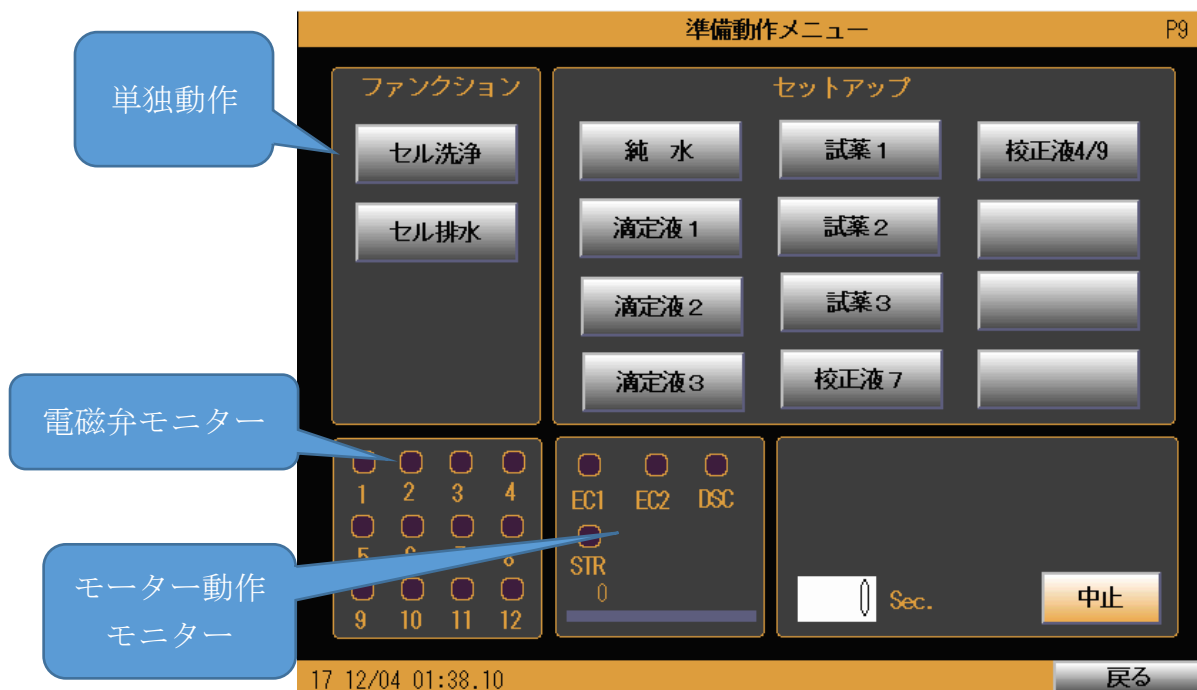 準備動作メニュー
P9
単独動作
ファンクション
セル洗浄
セル排水
セットアップ
純 水
試薬1
校正液4/9
滴定液1
試薬2
滴定液2
試薬3
滴定液3
校正液7
電磁弁モニター
1 2 3 4
5
9 10 11 12
モーター動作
モニター
EC1 EC2 DSC
STR
0
0 Sec.
中止
17 12/04 01:38.10
戻る